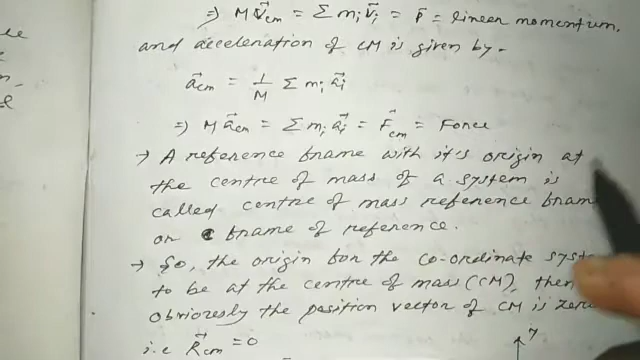 ⇒ M v⃗cm = Σ mi v⃗i = p⃗ = linear momentum.
and acceleration of CM is given by-
a⃗cm = 1/M Σ mi a⃗i
⇒ M a⃗cm = Σ mi a⃗i = F⃗cm = Force
→ A reference frame with it's origin at
the centre of mass of a system is
called centre of mass reference fram
or frame of reference.
→ So, the origin for the co-ordinate syste
to be at the centre of mass (CM), then
obviously the position vector of CM is zero
i.e R⃗cm = 0